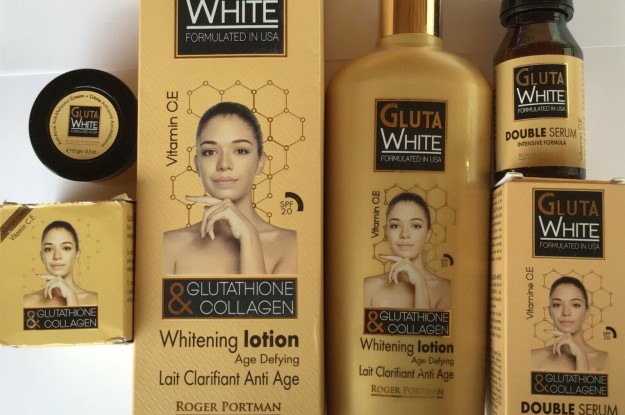 GLUTA
WHITE
FORMULATED IN USA
Vitamin C.E
WHITE
FORMULATED IN USA
Vitamin C,E
SPF
20
GLUTATHIONE
& COLLAGEN
Whitening lotion
Age Defying
Lait Clarifiant Anti Age
ROGER PORTMAN
GLUTATHIONE
& COLLAGEN
GLUTA
WHITE
FORMULATED IN USA
Vitamin C,E
GLUTATHIONE
& COLLAGEN
Whitening lotion
Age Defying
Lait Clarifiant Anti Age
ROGER PORTMAN
GLUTA
WHITE
FORMULATED IN USA
DOUBLE SERUM
INTENSIVE FORMULA
GLUTA
WHITE
FORMULATED IN USA
Vitamine C,E
GLUTATHIONE
& COLLAGENE
DOUBLE SERUM